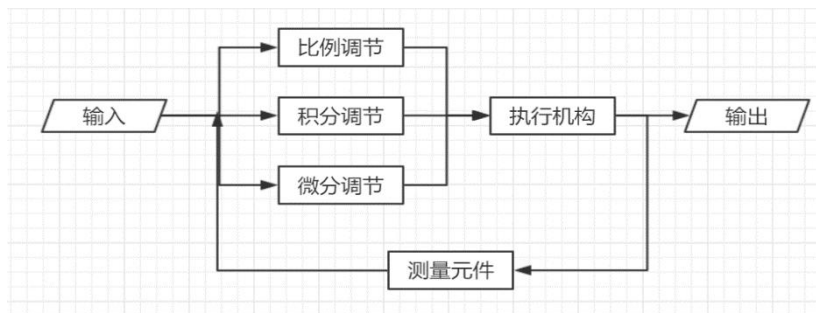 比例调节
输入
积分调节
执行机构
输出
微分调节
测量元件